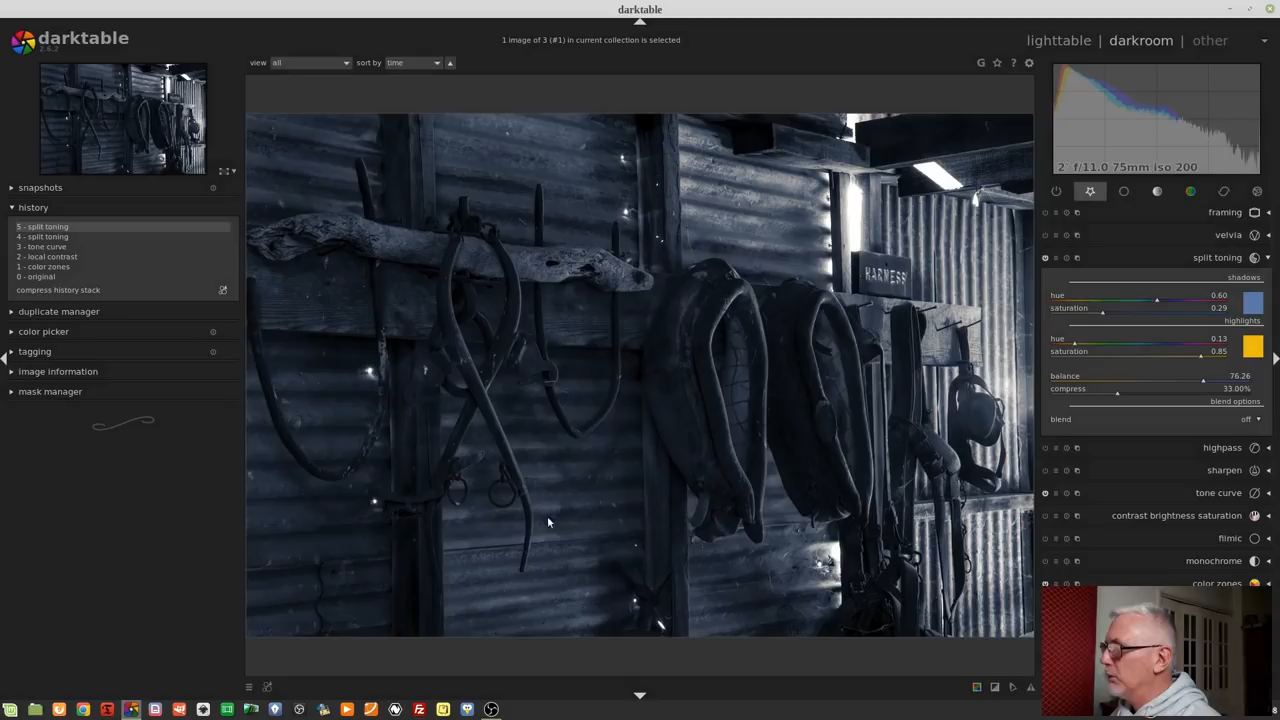 darktable
darktable
2.6.2
1 image of 3 (#1) in current collection is selected
lighttable | darkroom | other
view all sort by time
G ☆ ?
2" f/11.0 75mm iso 200
snapshots
history
5 - split toning
4 - split toning
3 - tone curve
2 - local contrast
1 - color zones
0 - original
compress history stack
duplicate manager
color picker
tagging
image information
mask manager
HARNESS
framing
velvia
split toning
shadows
hue 0.60
saturation 0.29
highlights
hue 0.13
saturation 0.85
balance 76.26
compress 33.00%
blend options
blend off
highpass
sharpen
tone curve
contrast brightness saturation
filmic
monochrome
color zones